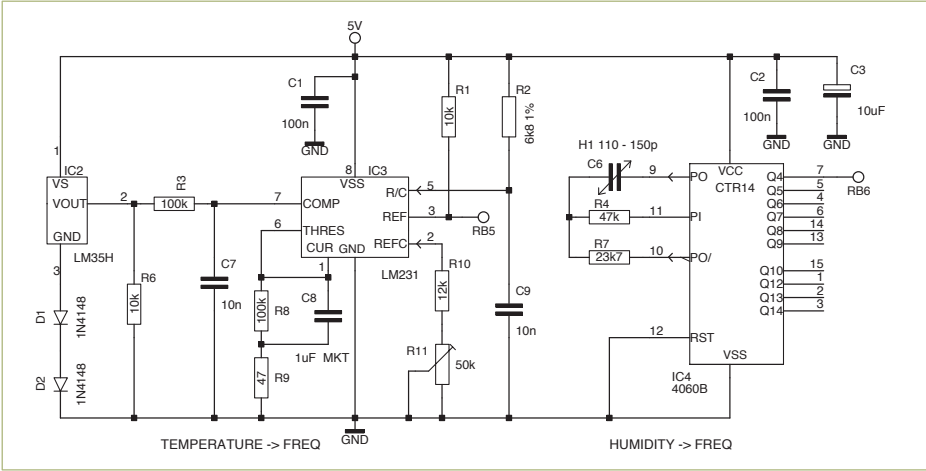 5V
C1
100n
GND
R1
10k
R2
6k8 1%
C2
100n
GND
C3
10uF
GND
1
IC2
VS
VOUT
GND
LM35H
2
3
R3
100k
R6
10k
C7
10n
D1
1N4148
D2
1N4148
8
IC3
VSS
COMP
THRES
CUR
GND
R/C
REF
REFC
LM231
7
6
1
5
3
2
RB5
R8
100k
C8
1uF MKT
R9
47
R10
12k
R11
50k
C9
10n
GND
H1 110 - 150p
C6
R4
47k
R7
23k7
9
11
10
12
PO
PI
PO/
RST
VCC
CTR14
VSS
IC4
4060B
Q4
7
RB6
Q5
5
Q6
4
Q7
6
Q8
14
Q9
13
Q10
15
Q12
1
Q13
2
Q14
3
TEMPERATURE -> FREQ
HUMIDITY -> FREQ